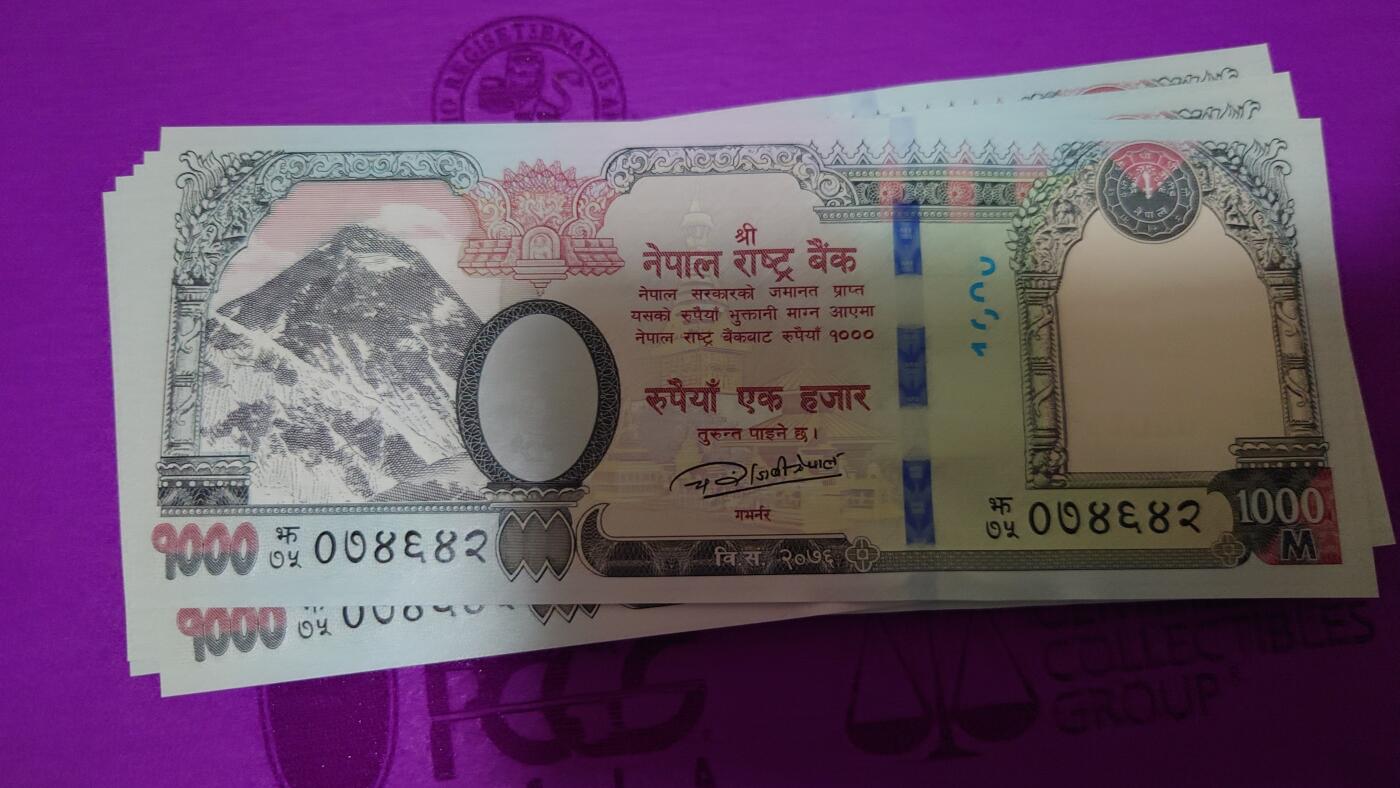 श्री
नेपाल राष्ट्र बैंक
नेपाल सरकारको जमानत प्राप्त
यसको रुपैयाँ भुक्तानी माग्न आएमा
नेपाल राष्ट्र बैंकबाट रुपैयाँ १०००
रुपैयाँ एक हजार
तुरुन्त पाइने छ।
गभर्नर
वि.सं. २०७६
१०००
झ
७५ ०७४६४२
झ
७५ ०७४६४२
1000
M
नेपाल
१०००
७५
COLLECTIBLES
GROUP